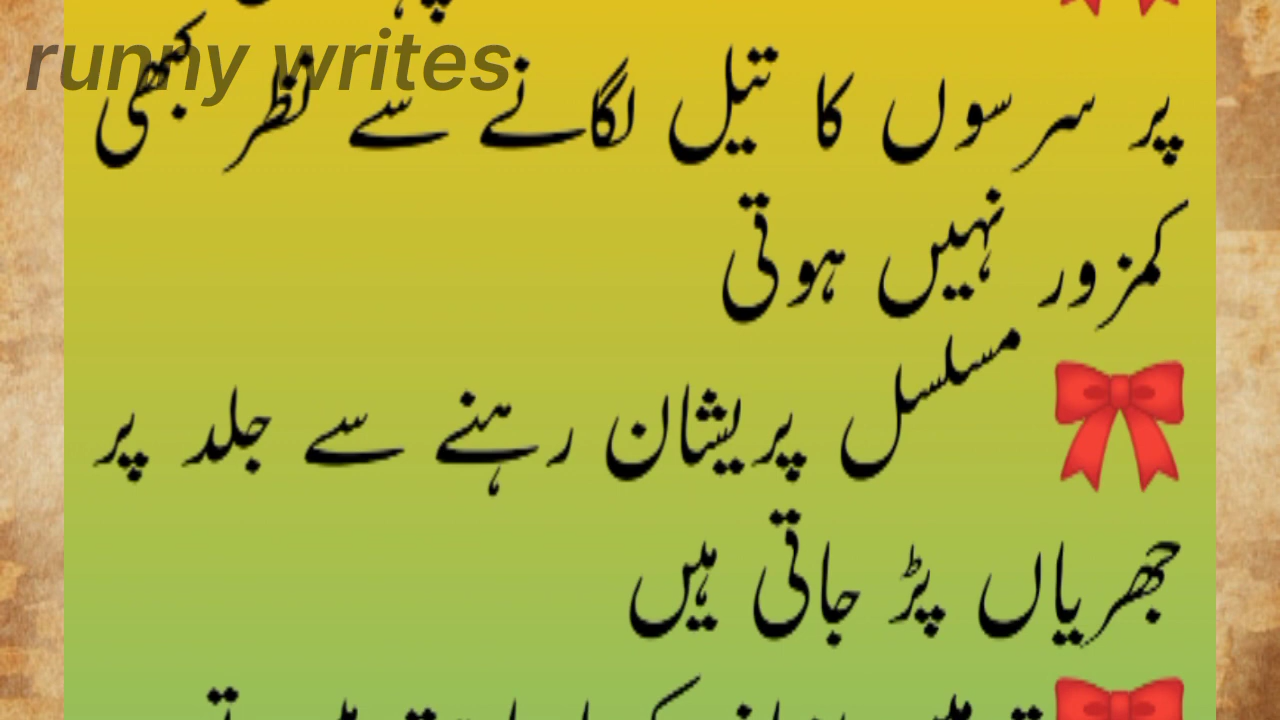 runny writes
پر سرسوں کا تیل لگانے سے نظر کبھی
کمزور نہیں ہوتی
🎀 مسلسل پریشان رہنے سے جلد پر
جھریاں پڑ جاتی ہیں